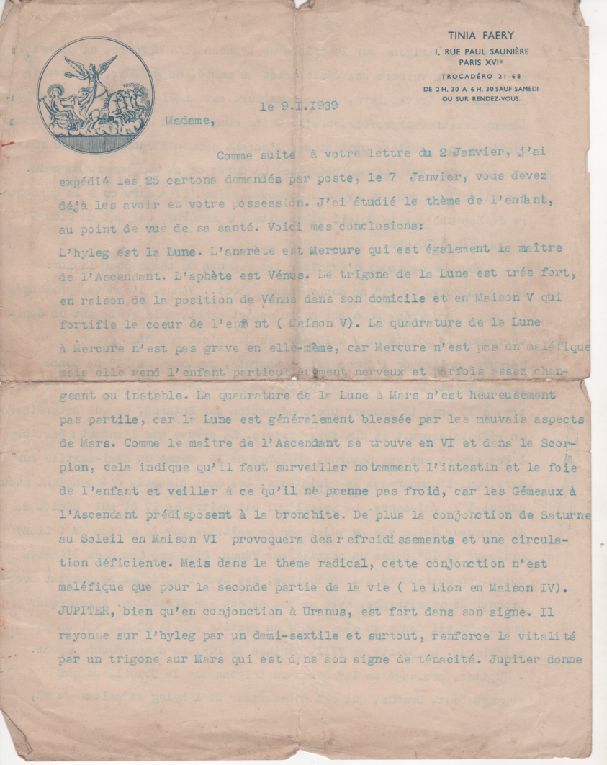 TINIA FAERY
1, RUE PAUL SAUNIÈRE
PARIS XVIe
TROCADÉRO 21-68
DE 2 H. 30 A 6 H. 30 SAUF SAMEDI
OU SUR RENDEZ-VOUS.
le 9.I.1939
Madame,
Comme suite à votre lettre du 2 Janvier, j'ai
expédié les 25 cartons demandés par poste, le 7 Janvier, vous devez
déjà les avoir en votre possession. J'ai étudié le thème de l'enfant,
au point de vue de sa santé. Voici mes conclusions:
L'hyleg est la Lune. L'anarète est Mercure qui est également le maître
de l'Ascendant. L'aphète est Vénus. Le trigone de la Lune est très fort,
en raison de la position de Vénus dans son domicile et en Maison V qui
fortifie le coeur de l'enfant ( Maison V). La quadrature de la Lune
à Mercure n'est pas grave en elle-même, car Mercure n'est pas un maléfique
mais elle rend l'enfant particulièrement nerveux et parfois assez chan-
geant ou instable. La quadrature de la Lune à Mars n'est heureusement
pas partile, car la Lune est généralement blessée par les mauvais aspects
de Mars. Comme le maître de l'Ascendant se trouve en VI et dans le Scor-
pion, cela indique qu'il faut surveiller notamment l'intestin et le foie
de l'enfant et veiller à ce qu'il ne prenne pas froid, car les Gémeaux à
l'Ascendant prédisposent à la bronchite. De plus la conjonction de Saturne
au Soleil en Maison VI provoquera des refroidissements et une circula-
tion déficiente. Mais dans le theme radical, cette conjonction n'est
maléfique que pour la seconde partie de la vie ( le Lion en Maison IV).
JUPITER, bien qu'en conjonction à Uranus, est fort dans son signe. Il
rayonne sur l'hyleg par un demi-sextile et surtout, renforce la vitalité
par un trigone sur Mars qui est dans son signe de ténacité. Jupiter donne